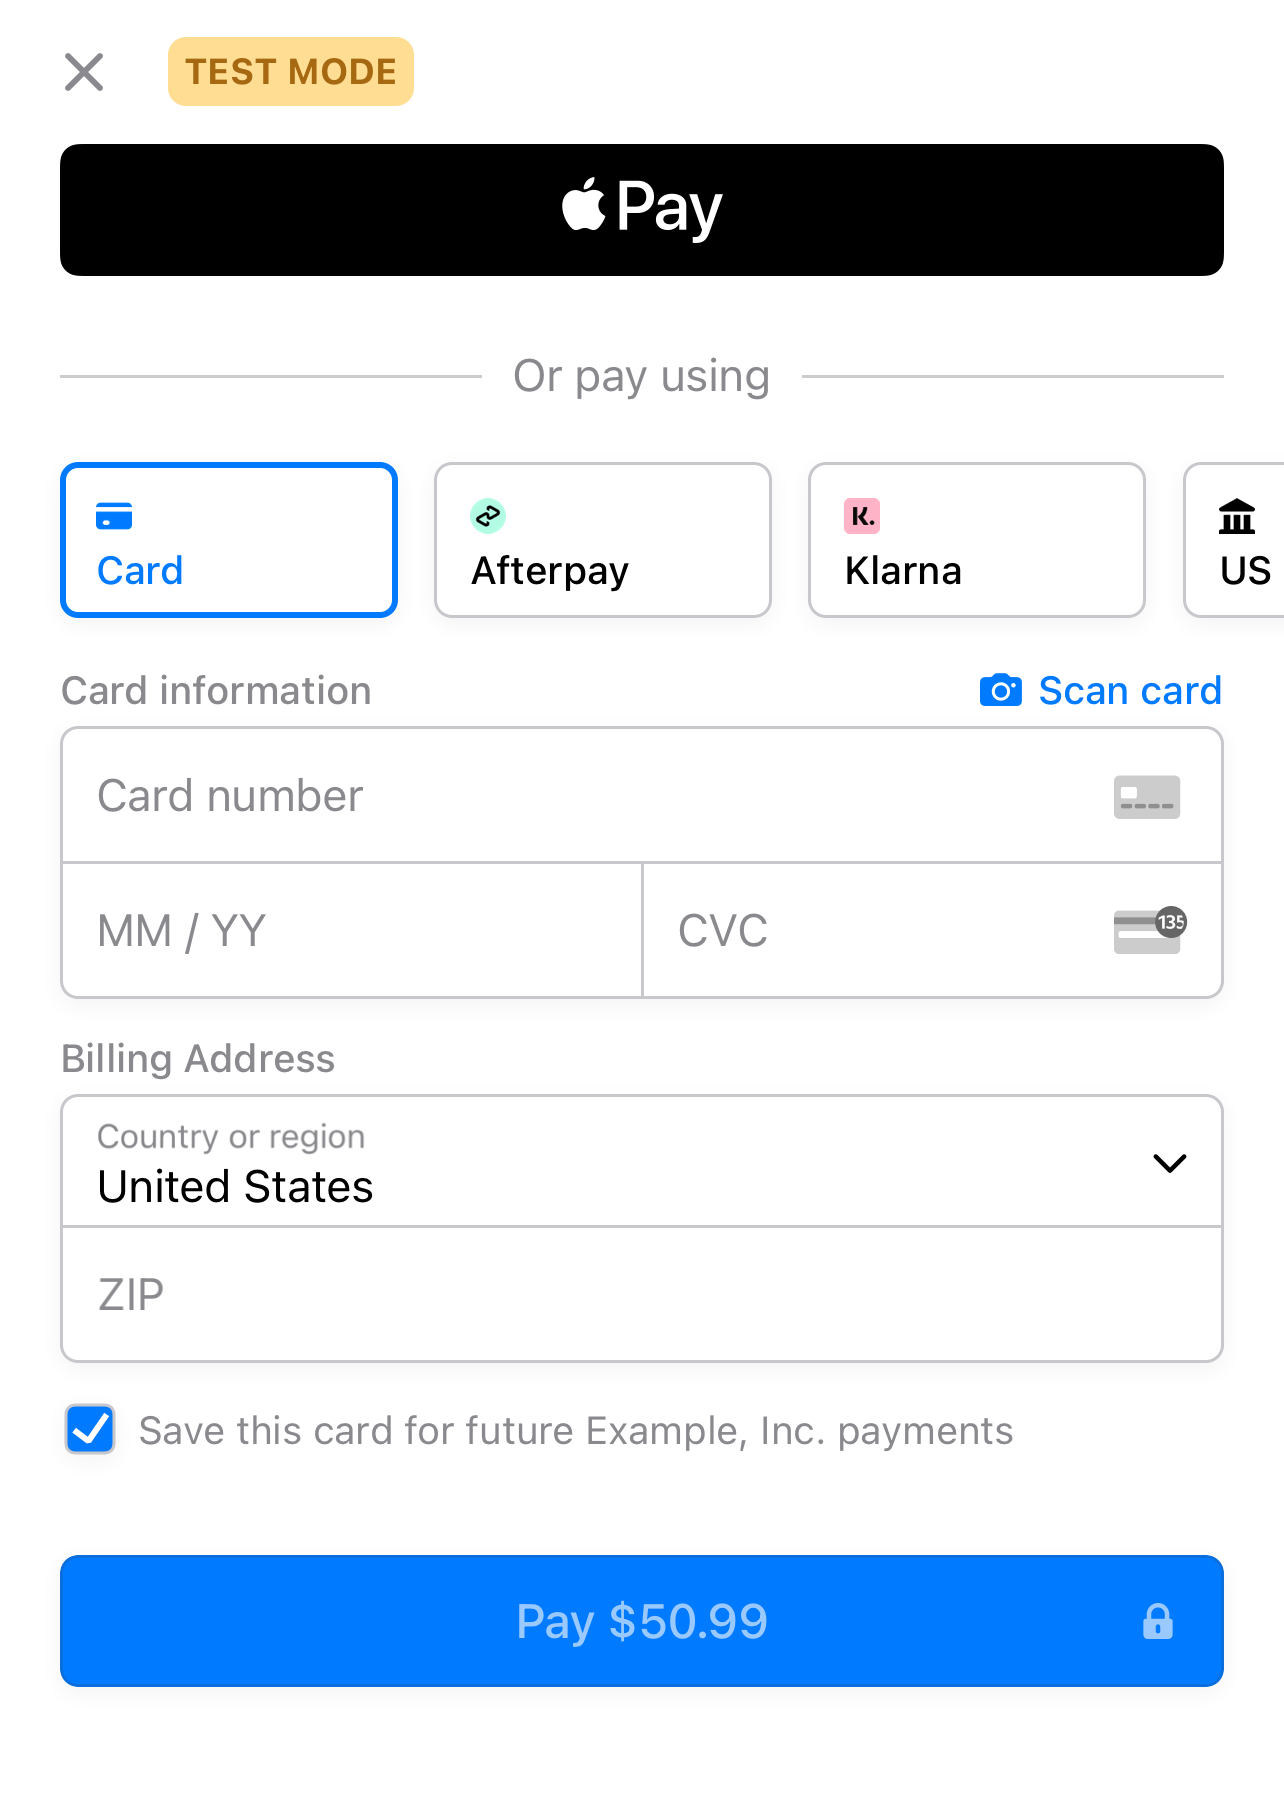 TEST MODE
Pay
Or pay using
Card
Afterpay
K.
Klarna
US
Card information
Scan card
Card number
MM / YY
CVC
135
Billing Address
Country or region
United States
ZIP
Save this card for future Example, Inc. payments
Pay $50.99